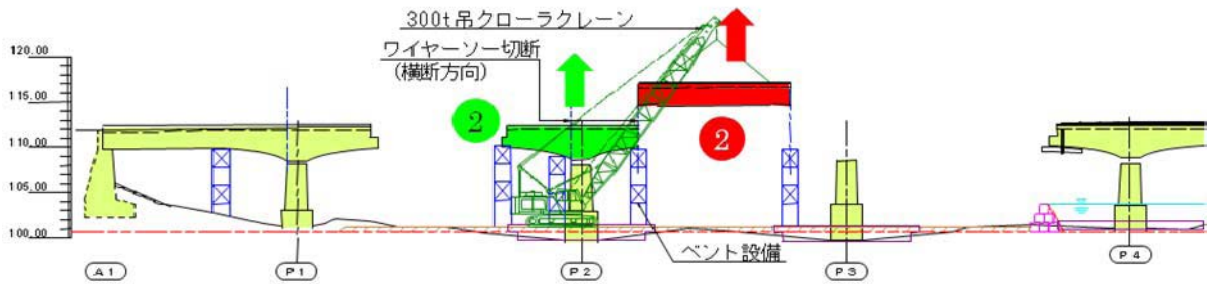 300t吊クローラクレーン
ワイヤーソー切断
(横断方向)
120.00
115.00
110.00
105.00
100.00
2
2
ベント設備
A1
P1
P2
P3
P4